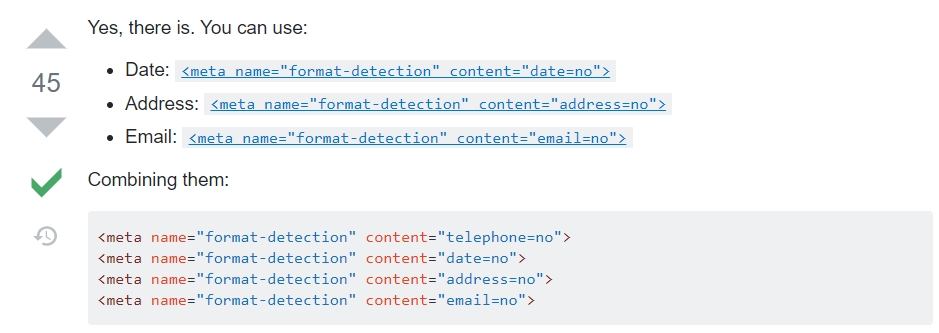 Yes, there is. You can use:
45
Date: <meta name="format-detection" content="date=no">
Address: <meta name="format-detection" content="address=no">
Email: <meta name="format-detection" content="email=no">
Combining them:
<meta name="format-detection" content="telephone=no">
<meta name="format-detection" content="date=no">
<meta name="format-detection" content="address=no">
<meta name="format-detection" content="email=no">